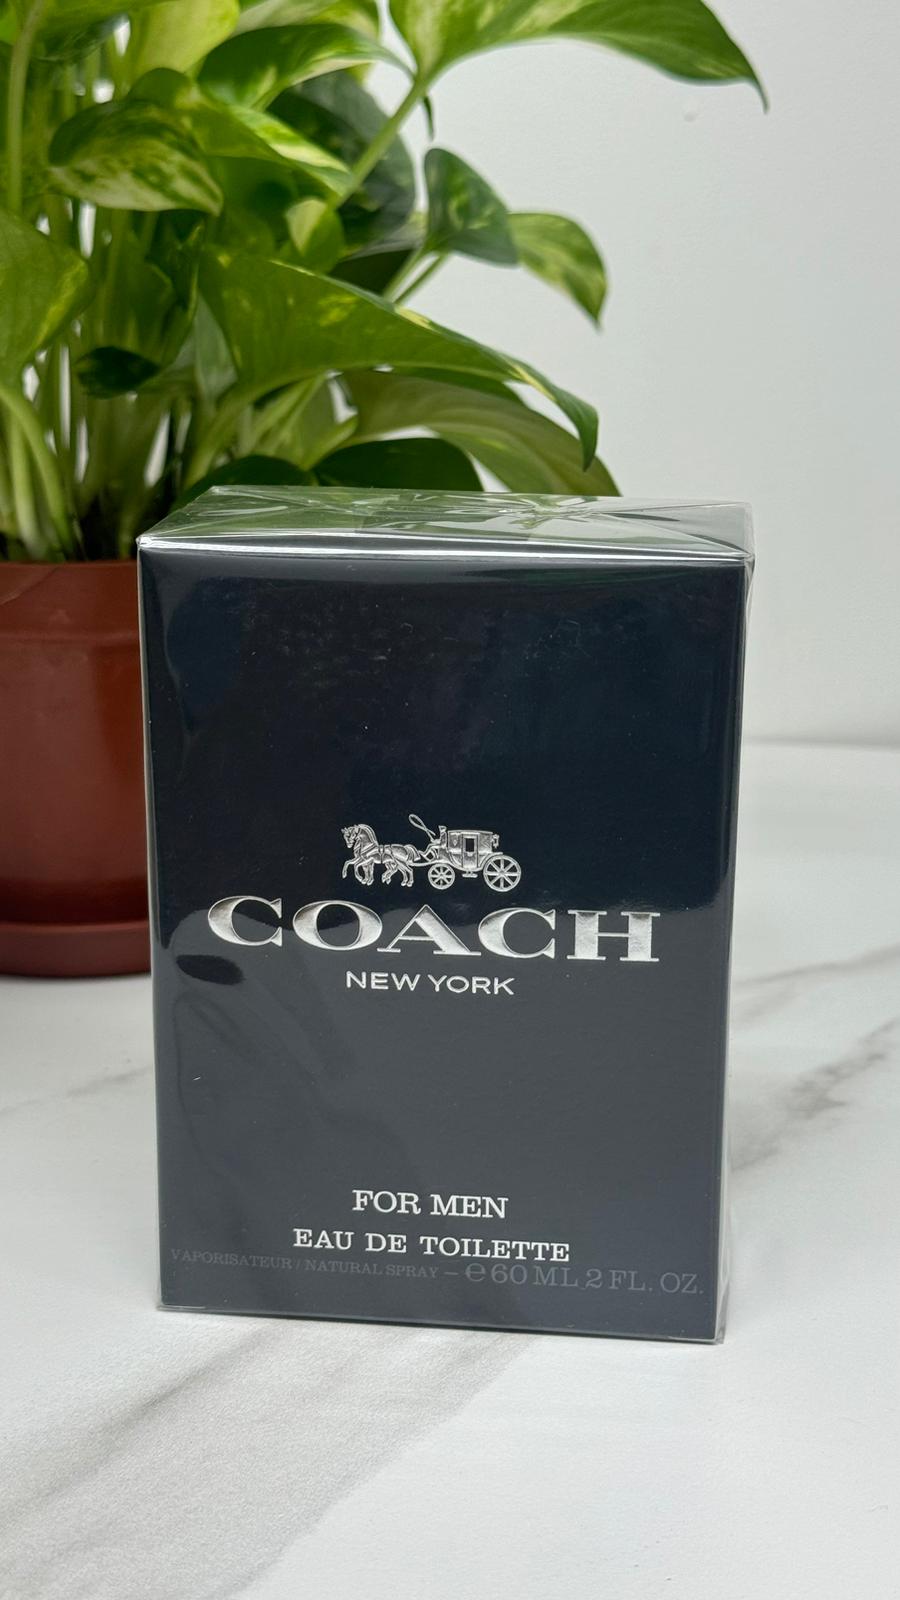 COACH
NEW YORK
FOR MEN
EAU DE TOILETTE
VAPORISATEUR / NATURAL SPRAY – ℮ 60 ML 2 FL. OZ.